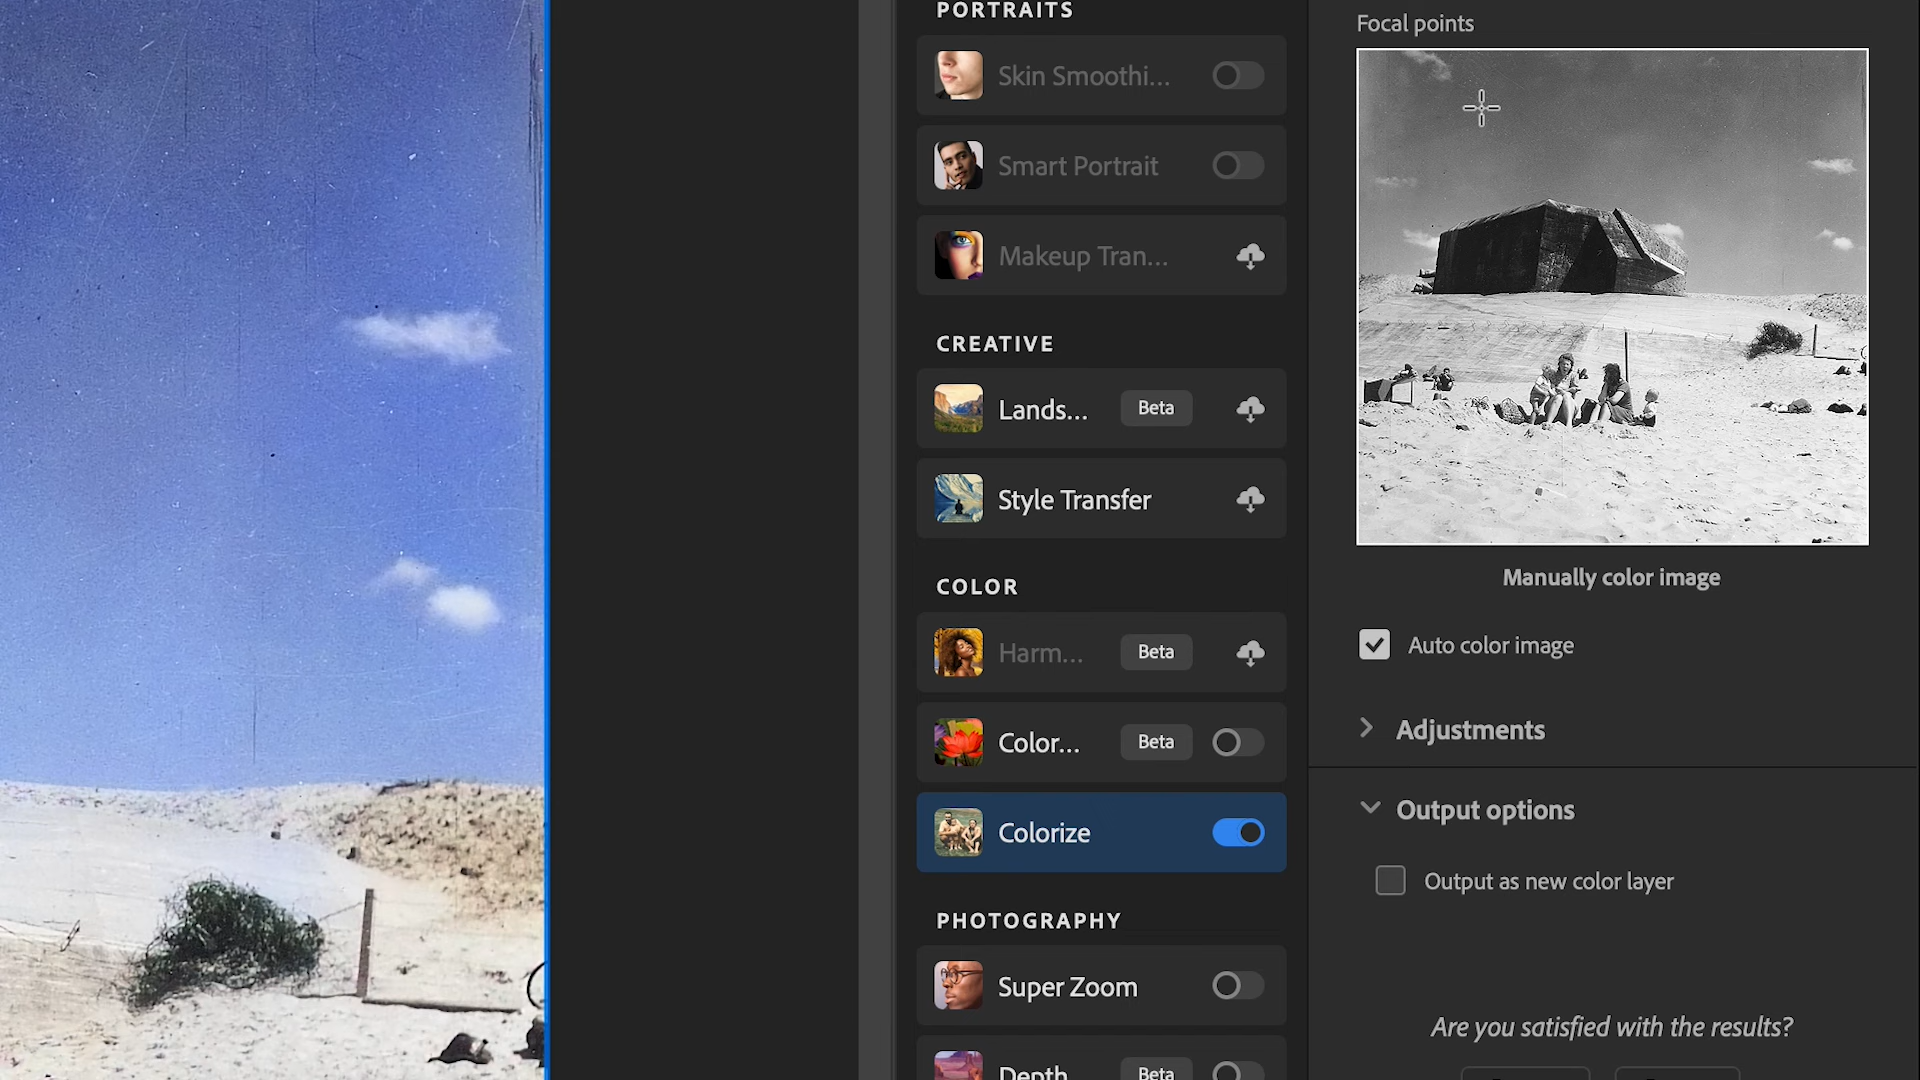 PORTRAITS
Skin Smoothi...
Smart Portrait
Makeup Tran...
CREATIVE
Lands...
Beta
Style Transfer
COLOR
Harm...
Beta
Color...
Beta
Colorize
PHOTOGRAPHY
Super Zoom
Depth
Beta
Focal points
Manually color image
Auto color image
Adjustments
Output options
Output as new color layer
Are you satisfied with the results?